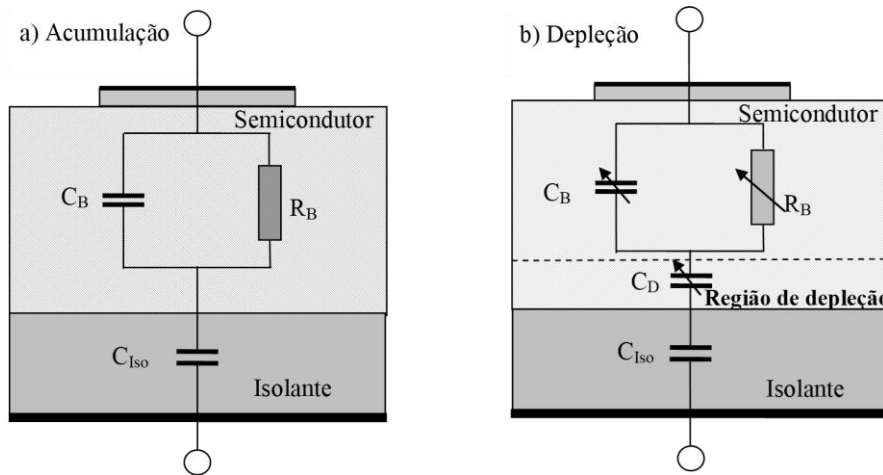 a) Acumulação
Semicondutor
C_B
R_B
C_Iso
Isolante
b) Depleção
Semicondutor
C_B
R_B
C_D
Região de depleção
C_Iso
Isolante